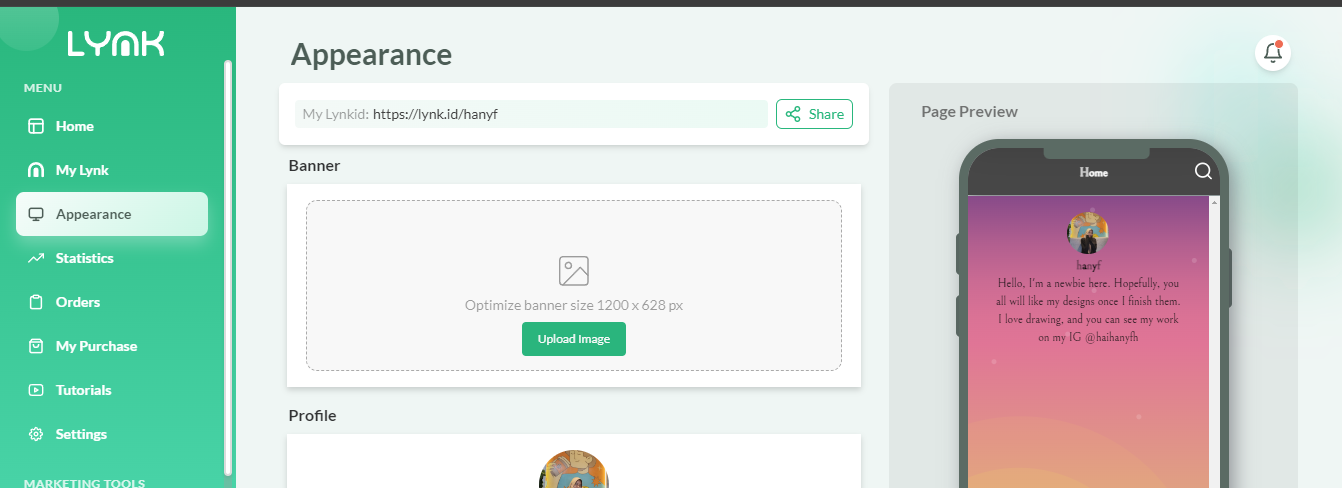 LYNK
MENU
Home
My Lynk
Appearance
Statistics
Orders
My Purchase
Tutorials
Settings
MARKETING TOOLS
Appearance
My Lynkid: https://lynk.id/hanyf
Share
Banner
Optimize banner size 1200 x 628 px
Upload Image
Profile
Page Preview
Home
hanyf
Hello, I'm a newbie here. Hopefully, you
all will like my designs once I finish them.
I love drawing, and you can see my work
on my IG @haihanyfh